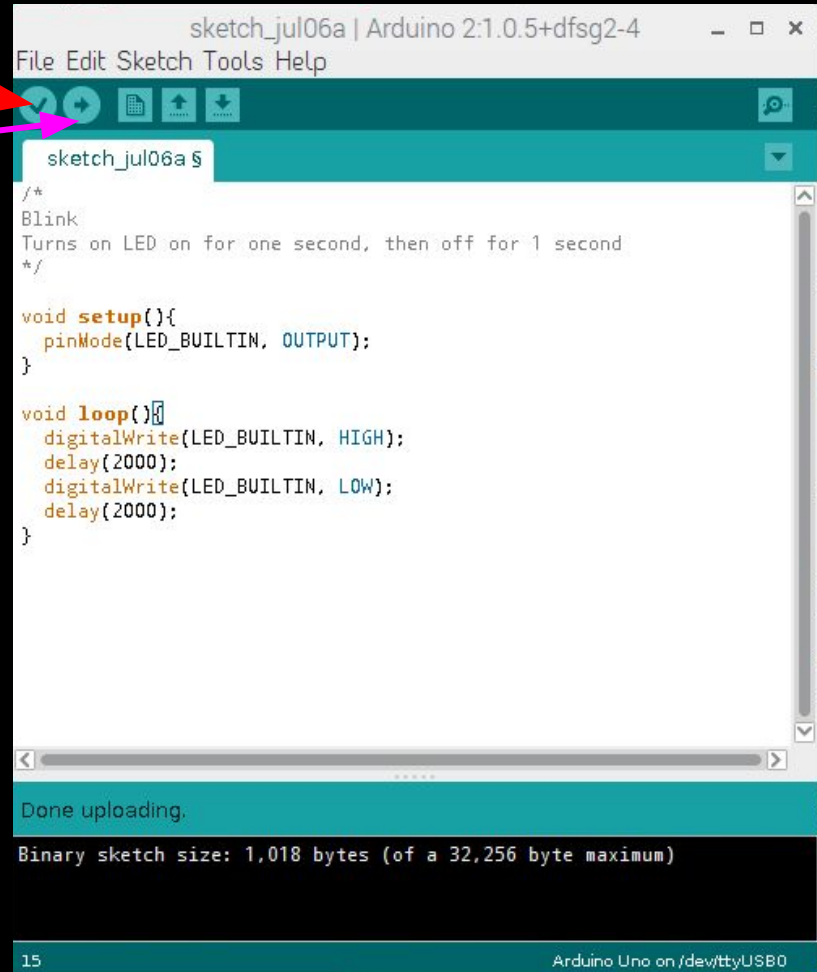 sketch_jul06a | Arduino 2:1.0.5+dfsg2-4
File Edit Sketch Tools Help
sketch_jul06a §
/*
Blink
Turns on LED on for one second, then off for 1 second
*/
void setup(){
  pinMode(LED_BUILTIN, OUTPUT);
}
void loop(){
  digitalWrite(LED_BUILTIN, HIGH);
  delay(2000);
  digitalWrite(LED_BUILTIN, LOW);
  delay(2000);
}
Done uploading.
Binary sketch size: 1,018 bytes (of a 32,256 byte maximum)
15 Arduino Uno on /dev/ttyUSB0